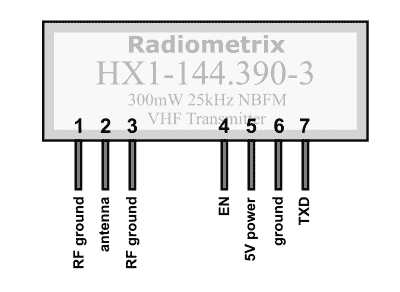 Radiometrix
HX1-144.390-3
300mW 25kHz NBFM
VHF Transmitter
1 2 3 4 5 6 7
RF ground
antenna
RF ground
EN
5V power
ground
TXD